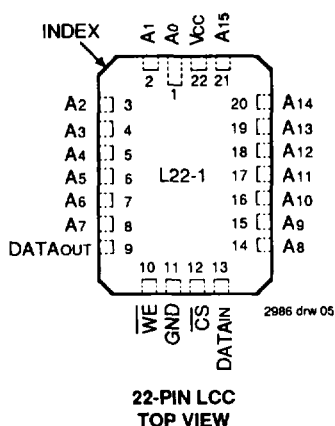 INDEX
A1 A0 VCC A15
2 1 22 21
A2 3 20 A14
A3 4 19 A13
A4 5 18 A12
A5 6 L22-1 17 A11
A6 7 16 A10
A7 8 15 A9
DATAOUT 9 14 A8
10 11 12 13
W̅E̅ GND C̅S̅ DATAIN
2986 drw 05
22-PIN LCC
TOP VIEW